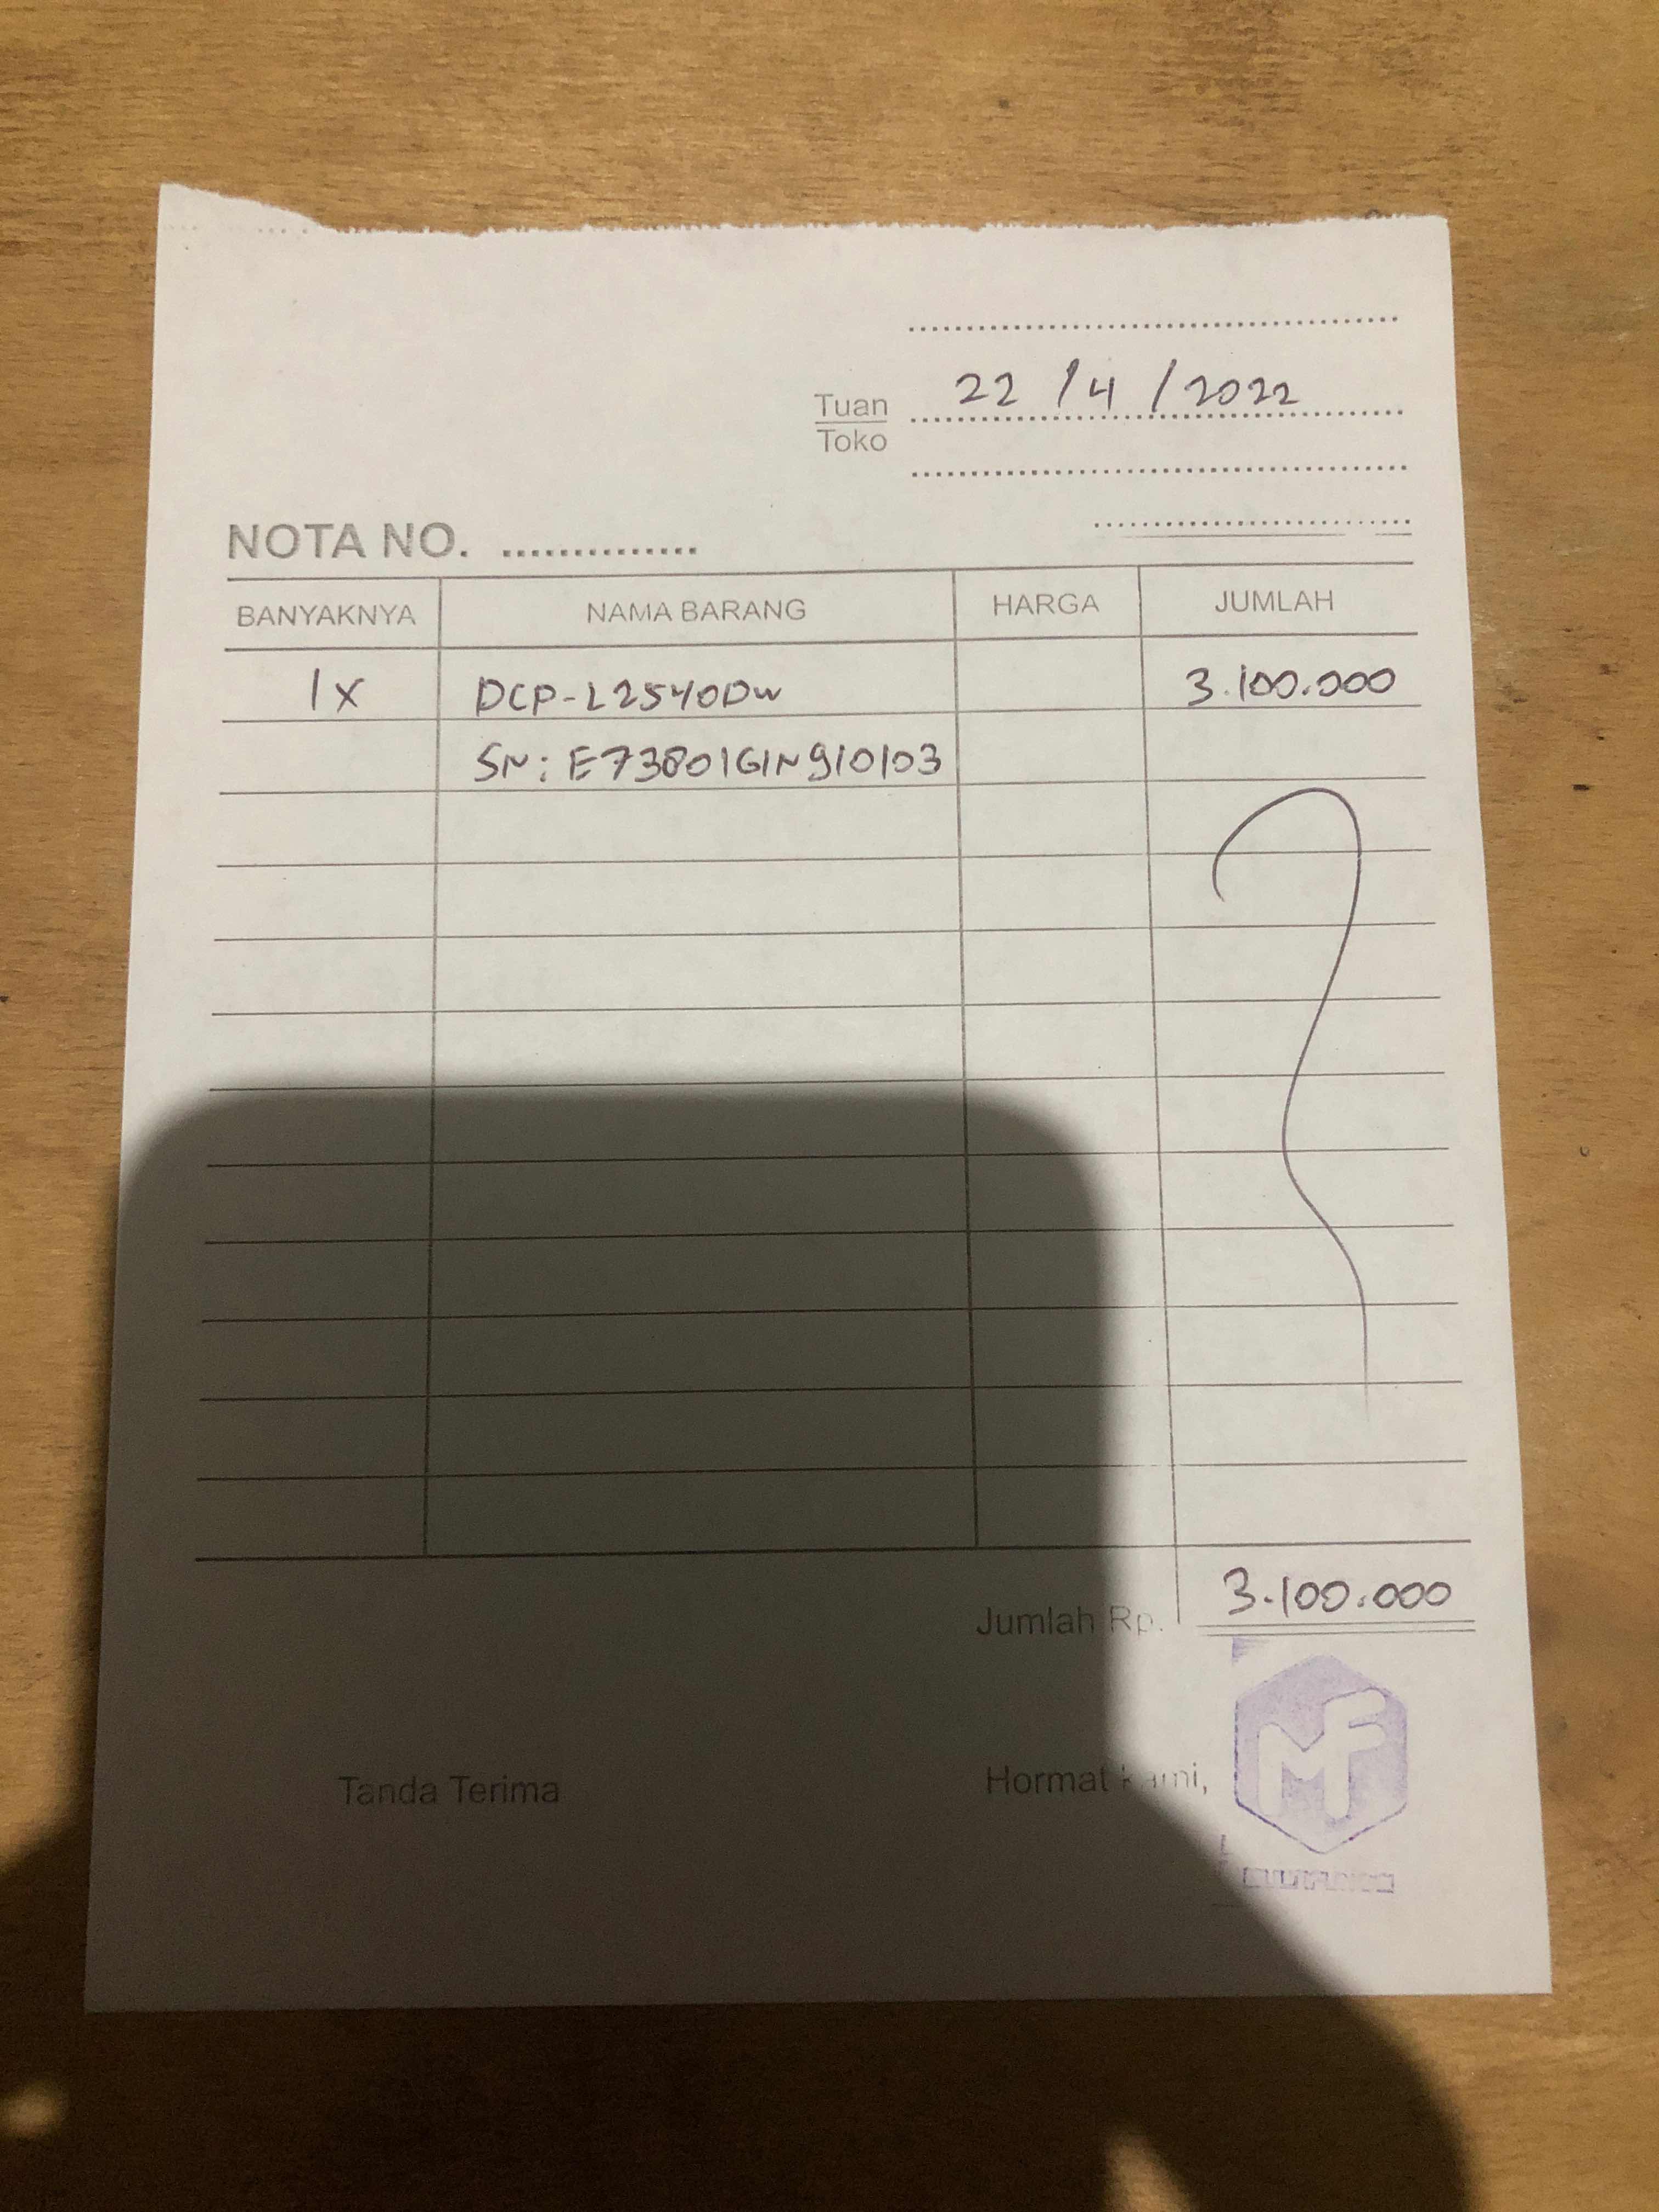 22/4/2022
Tuan
Toko
NOTA NO. ..............
BANYAKNYA NAMA BARANG HARGA JUMLAH
1x DCP-L2540DW 3.100.000
SN: E73801G1N910103
Jumlah Rp. 3.100.000
Tanda Terima Hormat kami,
MF